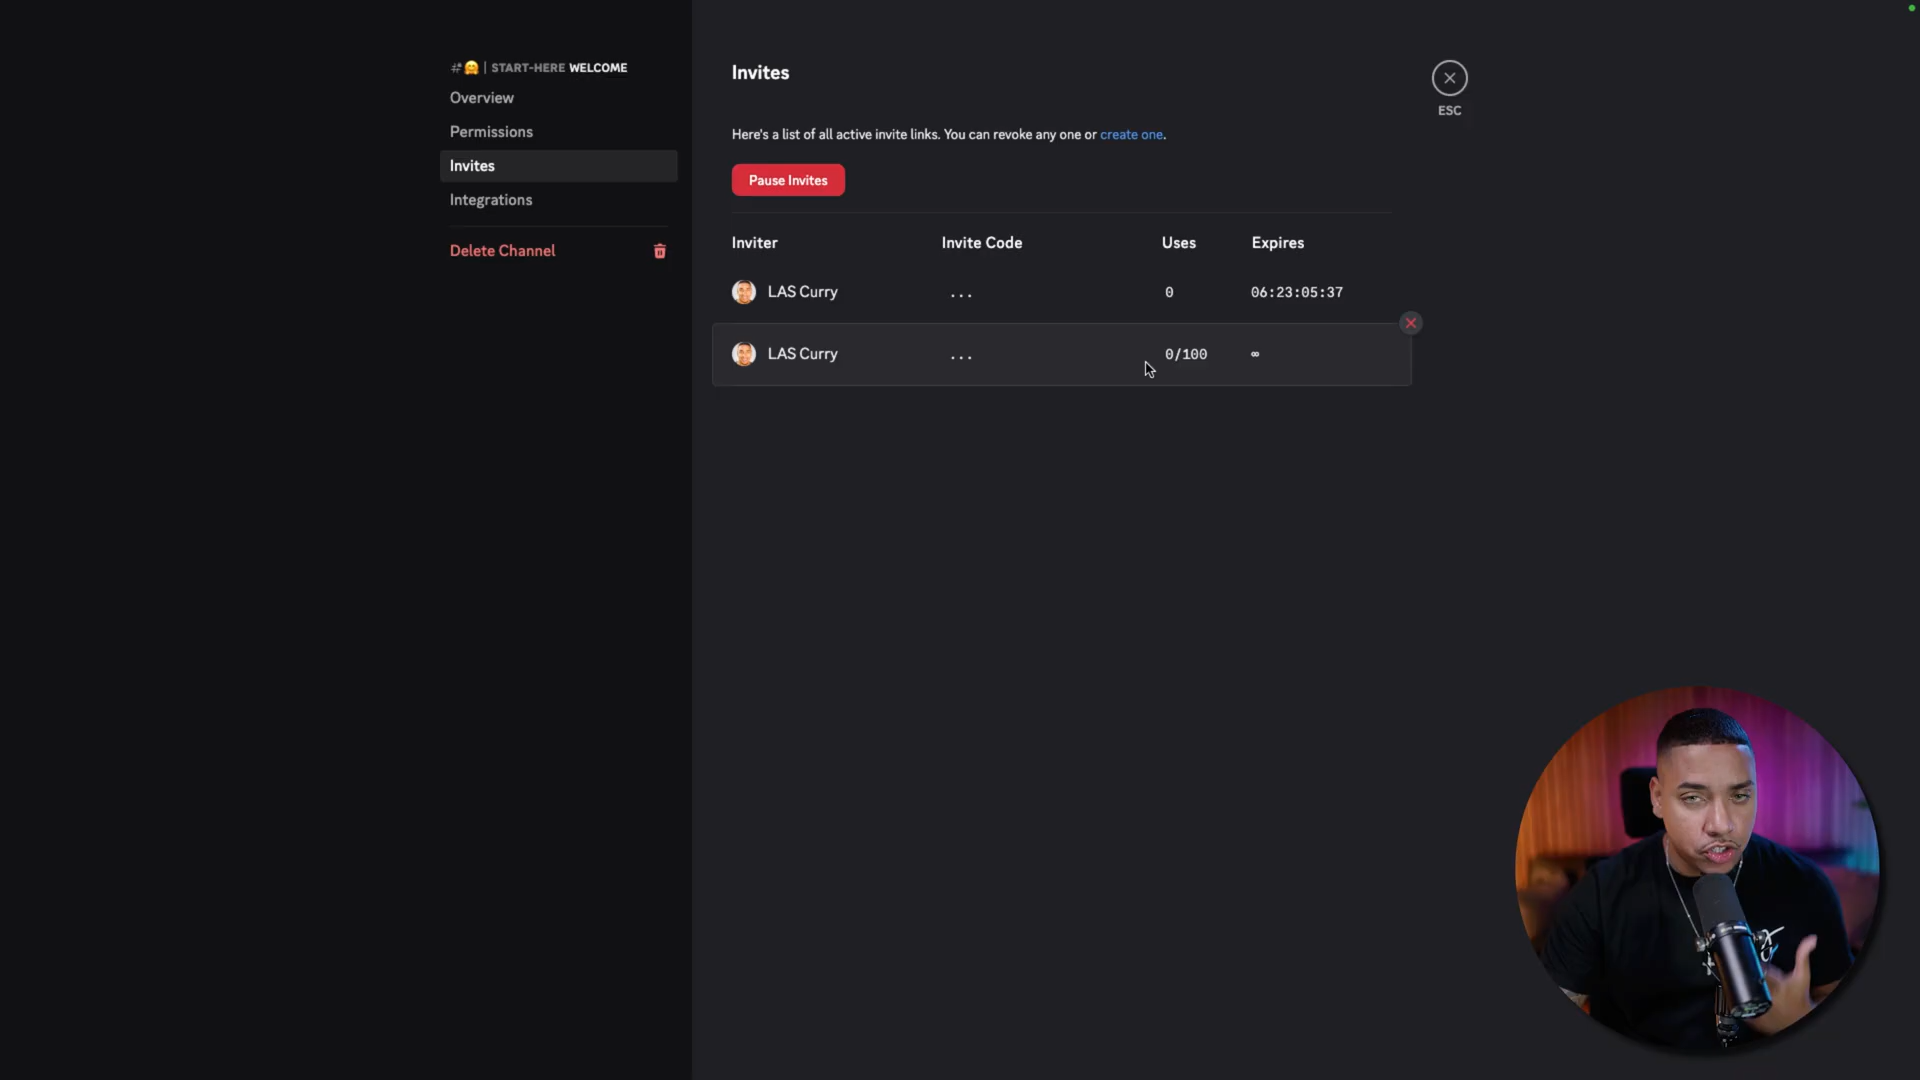 #🤗 | START-HERE WELCOME
Overview
Permissions
Invites
Integrations
Delete Channel
Invites
ESC
Here's a list of all active invite links. You can revoke any one or create one.
Pause Invites
Inviter Invite Code Uses Expires
LAS Curry ... 0 06:23:05:37
LAS Curry ... 0/100 ∞